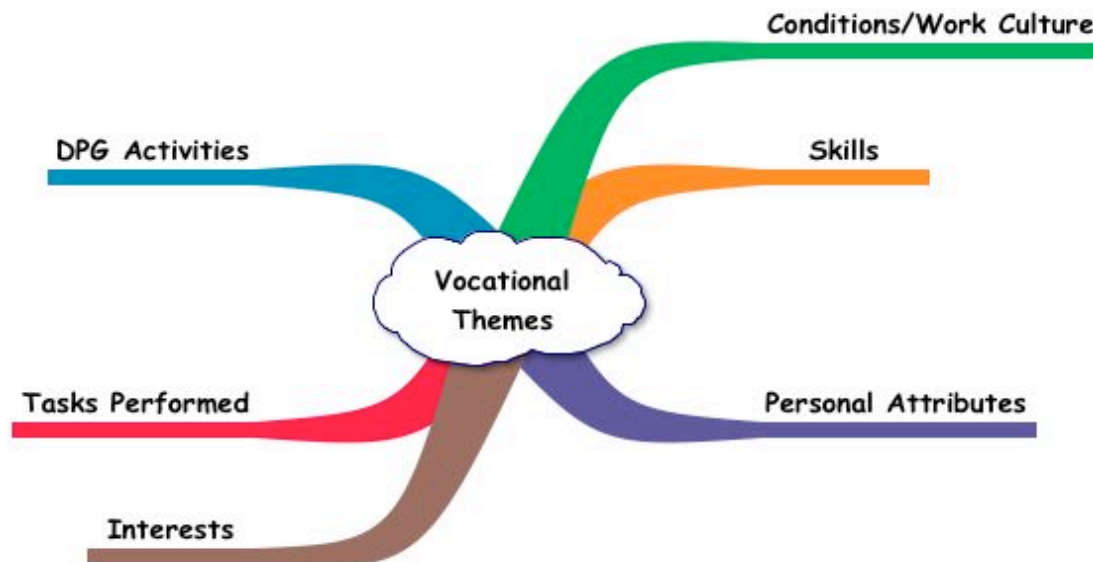 Conditions/Work Culture
DPG Activities
Skills
Vocational
Themes
Tasks Performed
Personal Attributes
Interests